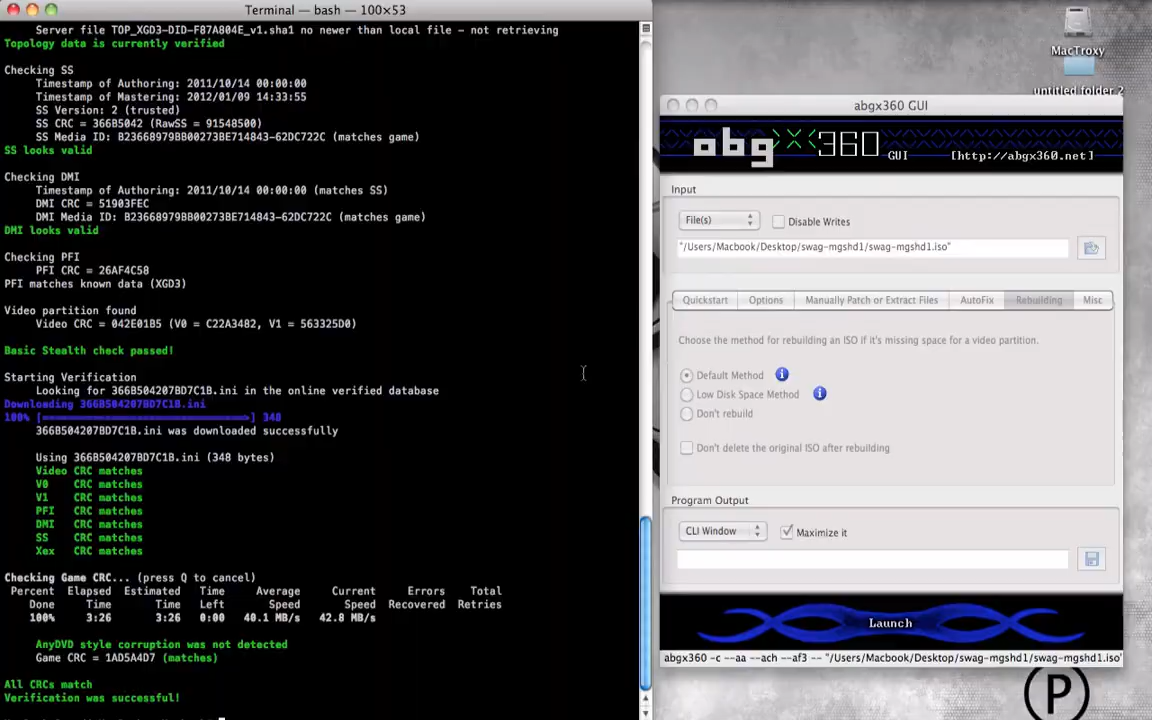 Terminal — bash — 100×53
Server file TOP_XGD3-DID-F87A804E_v1.sha1 no newer than local file - not retrieving
Topology data is currently verified
Checking SS
Timestamp of Authoring: 2011/10/14 00:00:00
Timestamp of Mastering: 2012/01/09 14:33:55
SS Version: 2 (trusted)
SS CRC = 366B5042 (RawSS = 91548500)
SS Media ID: B23668979BB00273BE714843-62DC722C (matches game)
SS looks valid
Checking DMI
Timestamp of Authoring: 2011/10/14 00:00:00 (matches SS)
DMI CRC = 51903FEC
DMI Media ID: B23668979BB00273BE714843-62DC722C (matches game)
DMI looks valid
Checking PFI
PFI CRC = 26AF4C58
PFI matches known data (XGD3)
Video partition found
Video CRC = 042E01B5 (V0 = C22A3482, V1 = 563325D0)
Basic Stealth check passed!
Starting Verification
Looking for 366B504207BD7C1B.ini in the online verified database
Downloading 366B504207BD7C1B.ini
100% [=====================================>] 348
366B504207BD7C1B.ini was downloaded successfully
Using 366B504207BD7C1B.ini (348 bytes)
Video CRC matches
V0 CRC matches
V1 CRC matches
PFI CRC matches
DMI CRC matches
SS CRC matches
Xex CRC matches
Checking Game CRC... (press Q to cancel)
Percent Elapsed Estimated Time Average Current Errors Total
Done Time Time Left Speed Speed Recovered Retries
100% 3:26 3:26 0:00 40.1 MB/s 42.8 MB/s
AnyDVD style corruption was not detected
Game CRC = 1AD5A4D7 (matches)
All CRCs match
Verification was successful!
MacTroxy
untitled folder 2
abgx360 GUI
abgx360 GUI [http://abgx360.net]
Input
File(s) Disable Writes
"/Users/Macbook/Desktop/swag-mgshd1/swag-mgshd1.iso"
Quickstart Options Manually Patch or Extract Files AutoFix Rebuilding Misc
Choose the method for rebuilding an ISO if it's missing space for a video partition.
Default Method
Low Disk Space Method
Don't rebuild
Don't delete the original ISO after rebuilding
Program Output
CLI Window Maximize it
Launch
abgx360 -c --aa --ach --af3 -- "/Users/Macbook/Desktop/swag-mgshd1/swag-mgshd1.iso"
P